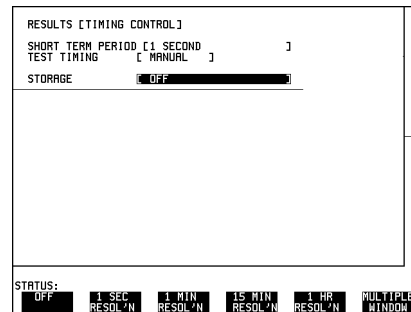 RESULTS [TIMING CONTROL]
SHORT TERM PERIOD [1 SECOND ]
TEST TIMING [ MANUAL ]
STORAGE [ OFF ]
STATUS:
OFF 1 SEC 1 MIN 15 MIN 1 HR MULTIPLE
RESOL'N RESOL'N RESOL'N RESOL'N WINDOW